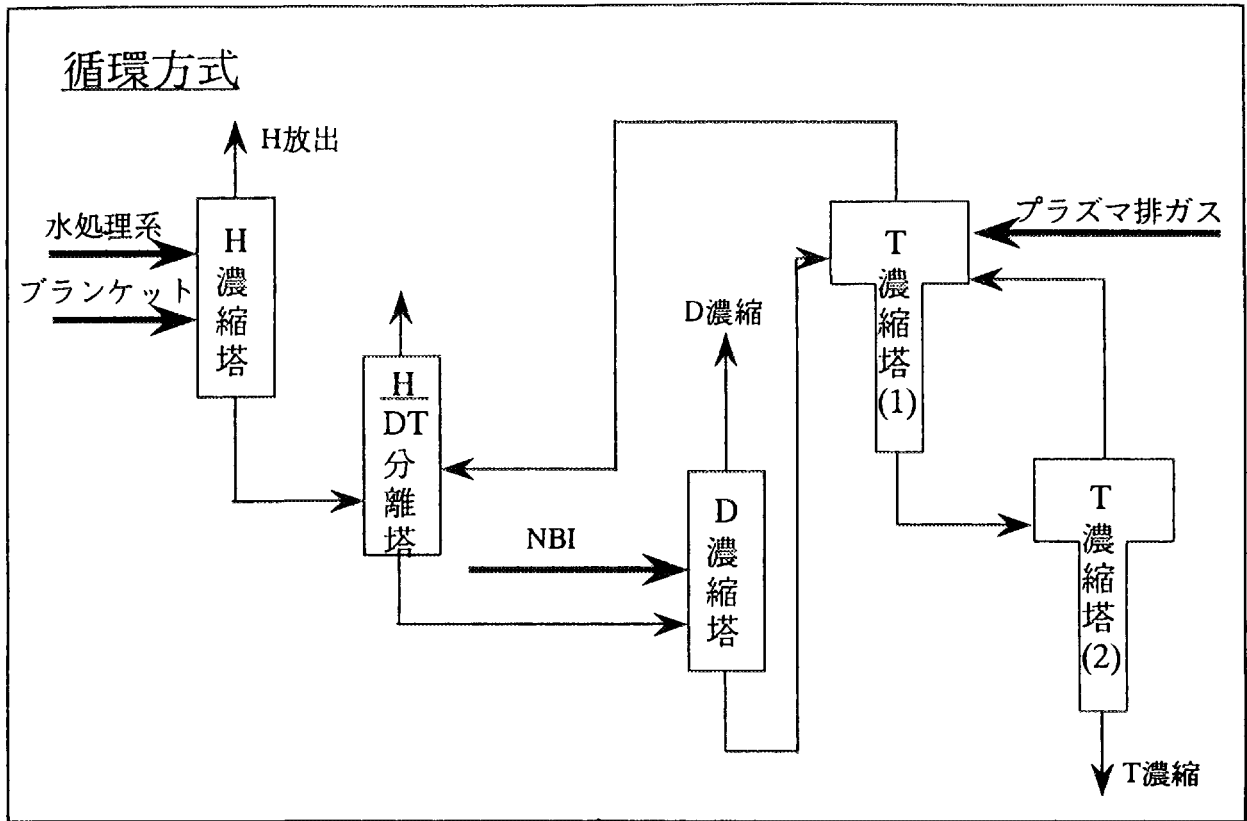 循環方式
H放出
水処理系
ブランケット
H
濃
縮
塔
H
DT
分
離
塔
NBI
D濃縮
D
濃
縮
塔
プラズマ排ガス
T
濃
縮
塔
(1)
T
濃
縮
塔
(2)
T濃縮